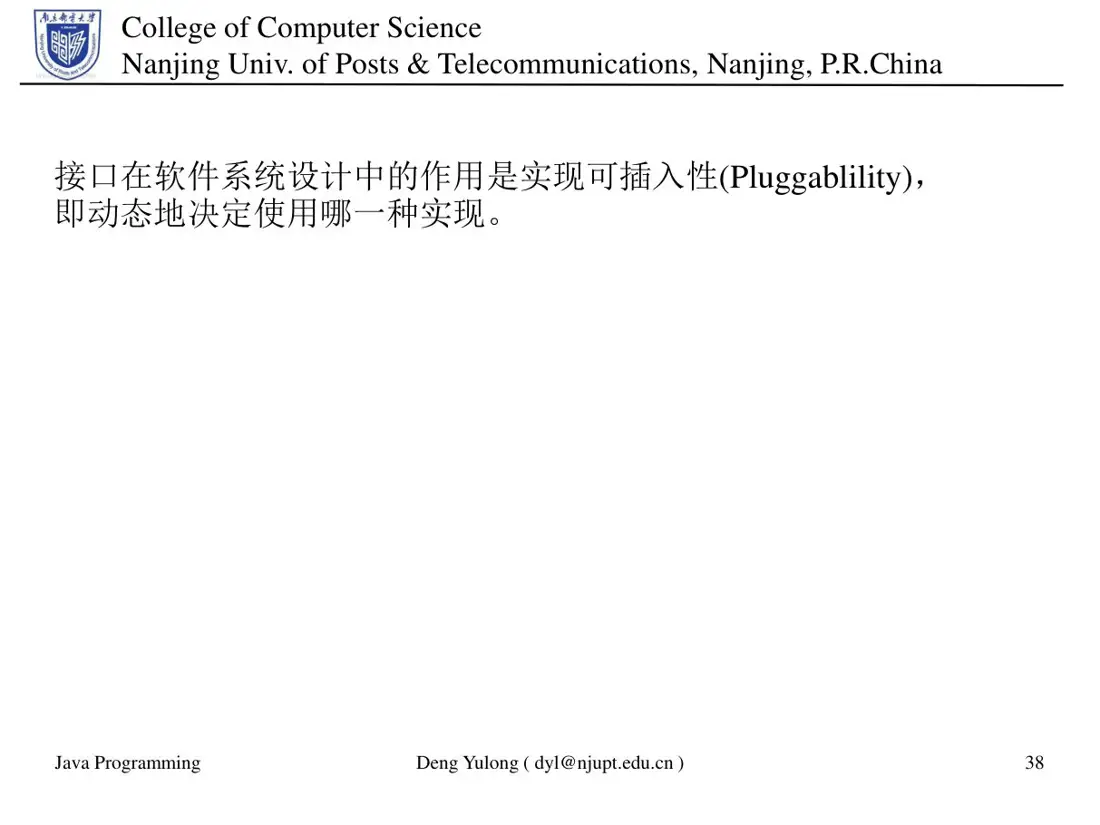 College of Computer Science
Nanjing Univ. of Posts & Telecommunications, Nanjing, P.R.China
接口在软件系统设计中的作用是实现可插入性(Pluggablility)，
即动态地决定使用哪一种实现。
Java Programming
Deng Yulong ( dyl@njupt.edu.cn )
38